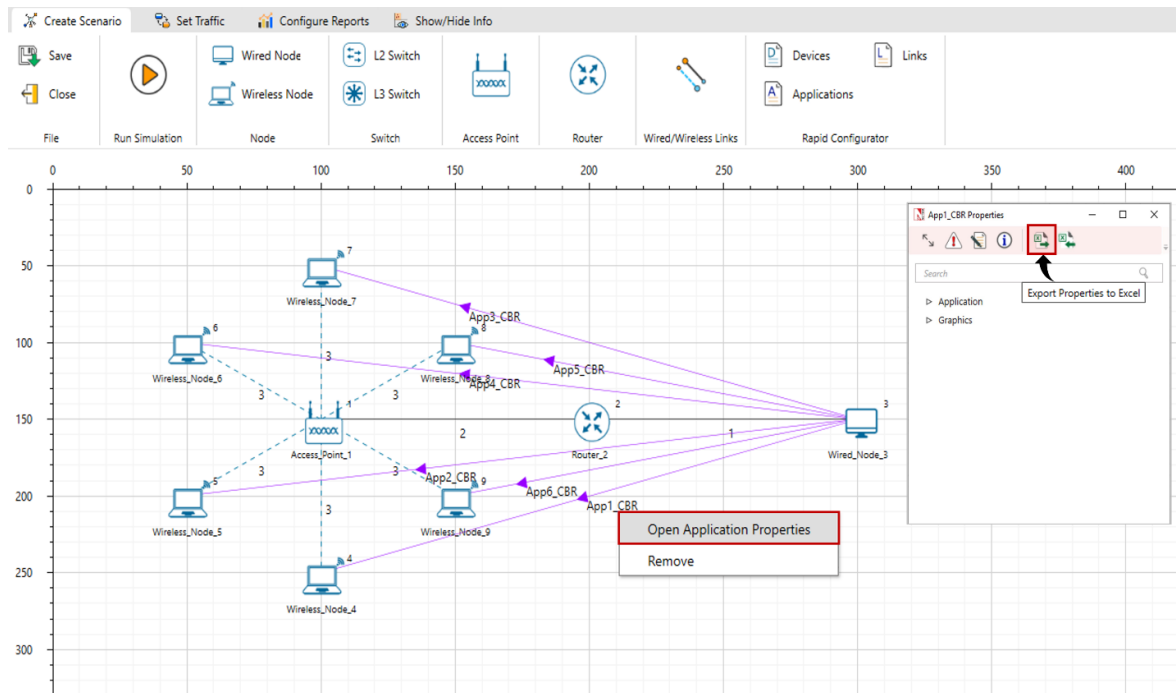 Create Scenario Set Traffic Configure Reports Show/Hide Info
Save Wired Node L2 Switch Devices Links
Close Wireless Node L3 Switch Applications
File Run Simulation Node Switch Access Point Router Wired/Wireless Links Rapid Configurator
0 50 100 150 200 250 300 350 400
0
App1_CBR Properties
Search
Export Properties to Excel
Application
Graphics
50
7
Wireless_Node_7
App3_CBR
100
6
8
3
Wireless_Node_6
Wireless_Node_8
App5_CBR
App4_CBR
3
3
150
1
2
3
2
1
Access_Point_1
Router_2
Wired_Node_3
3
3
App2_CBR
200
5
9
App6_CBR
App1_CBR
3
Wireless_Node_5
Wireless_Node_9
Open Application Properties
Remove
250
4
Wireless_Node_4
300